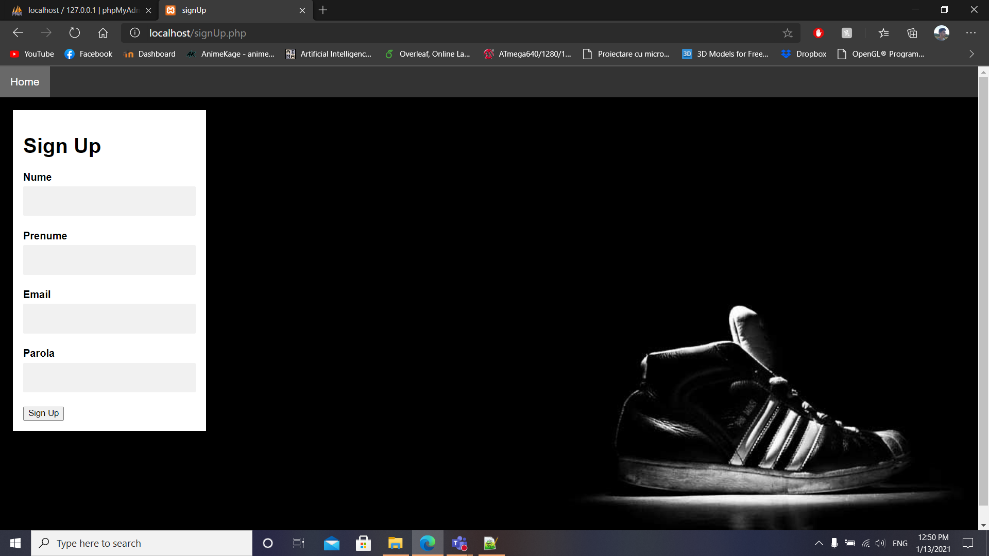 localhost / 127.0.0.1 | phpMyAdm
signUp
localhost/signUp.php
YouTube
Facebook
Dashboard
AnimeKage - anime...
Artificial Intelligenc...
Overleaf, Online La...
ATmega640/1280/1...
Proiectare cu micro...
3D Models for Free...
Dropbox
OpenGL® Program...
Home
Sign Up
Nume
Prenume
Email
Parola
Sign Up
Type here to search
ENG
12:50 PM
1/13/2021